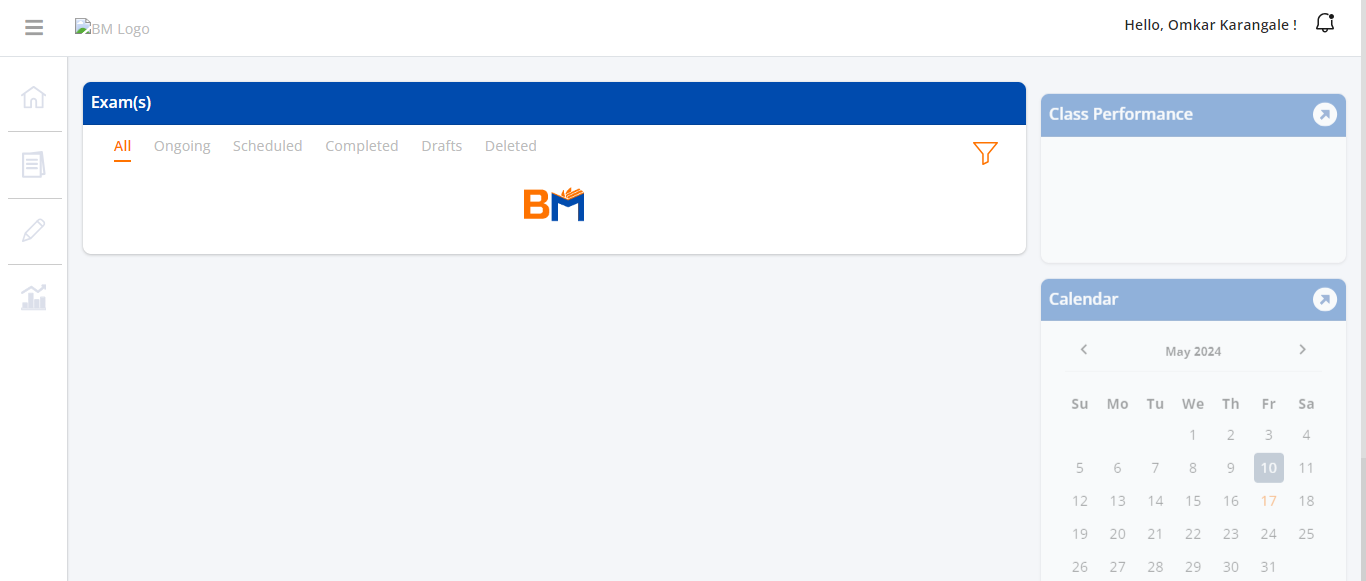 BM Logo
Hello, Omkar Karangale !
Exam(s)
All Ongoing Scheduled Completed Drafts Deleted
BM
Class Performance
Calendar
May 2024
Su Mo Tu We Th Fr Sa
1 2 3 4
5 6 7 8 9 10 11
12 13 14 15 16 17 18
19 20 21 22 23 24 25
26 27 28 29 30 31